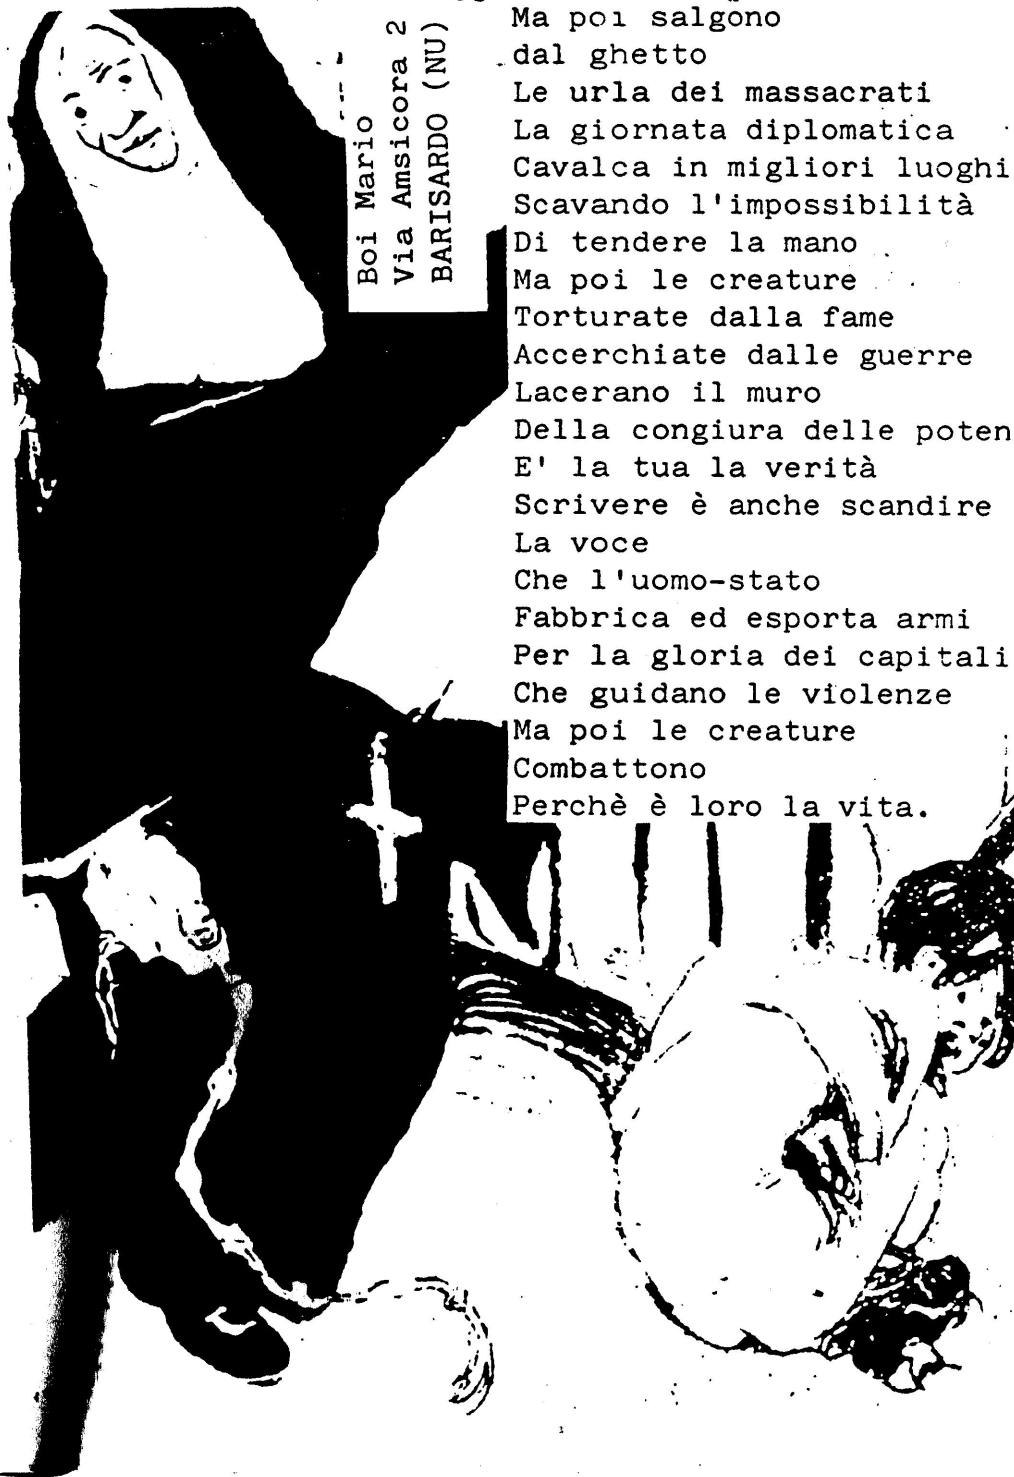 Ma poi salgono
dal ghetto
Le urla dei massacrati
La giornata diplomatica
Cavalca in migliori luoghi
Scavando l'impossibilità
Di tendere la mano
Ma poi le creature
Torturate dalla fame
Accerchiate dalle guerre
Lacerano il muro
Della congiura delle poten
E' la tua la verità
Scrivere è anche scandire
La voce
Che l'uomo-stato
Fabbrica ed esporta armi
Per la gloria dei capitali
Che guidano le violenze
Ma poi le creature
Combattono
Perchè è loro la vita.
Boi Mario
Via Amsicora 2
BARISARDO (NU)